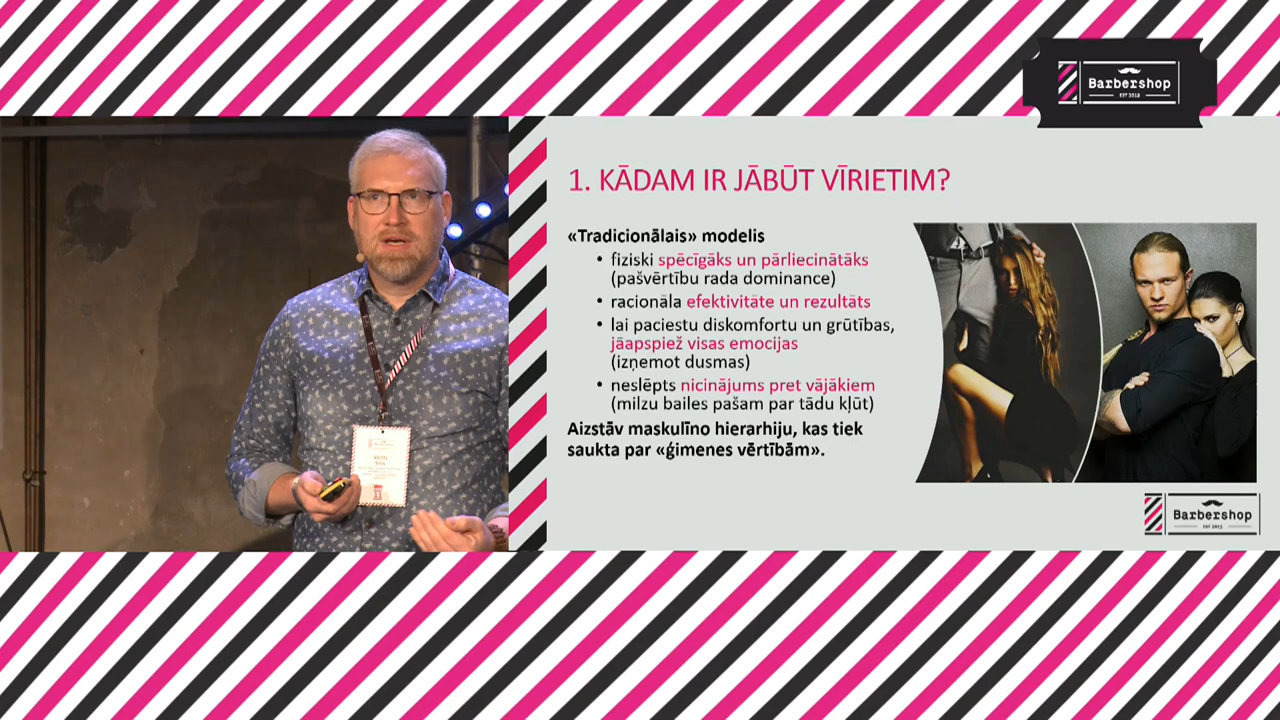 Barbershop
EST 2015
1. KĀDAM IR JĀBŪT VĪRIETIM?
«Tradicionālais» modelis
• fiziski spēcīgāks un pārliecinātāks
(pašvērtību rada dominance)
• racionāla efektivitāte un rezultāts
• lai paciestu diskomfortu un grūtības,
jāapspiež visas emocijas
(izņemot dusmas)
• neslēpts nicinājums pret vājākiem
(milzu bailes pašam par tādu kļūt)
Aizstāv maskulīno hierarhiju, kas tiek
saukta par «ģimenes vērtībām».
Barbershop
EST 2015